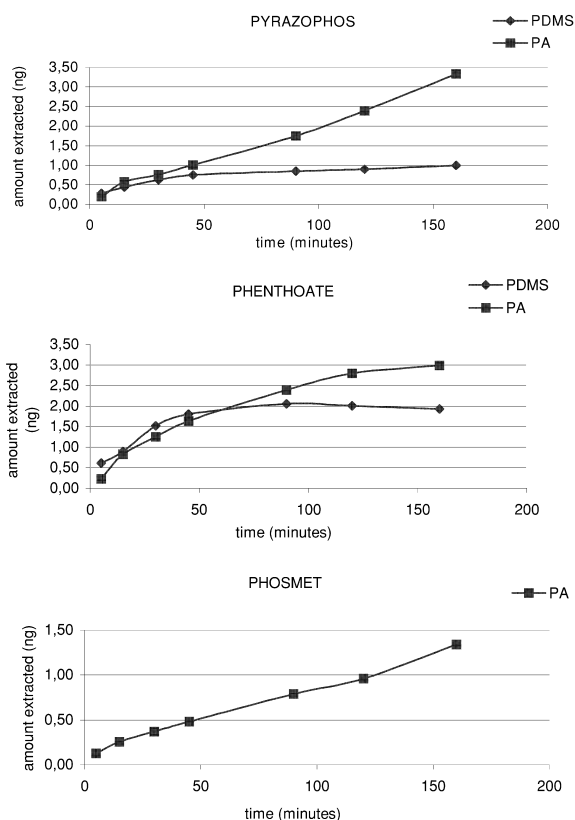 PYRAZOPHOS
PDMS
PA
amount extracted (ng)
3,50
3,00
2,50
2,00
1,50
1,00
0,50
0,00
0 50 100 150 200
time (minutes)
PHENTHOATE
PDMS
PA
amount extracted
(ng)
3,50
3,00
2,50
2,00
1,50
1,00
0,50
0,00
0 50 100 150 200
time (minutes)
PHOSMET
PA
amount extracted (ng)
1,50
1,00
0,50
0,00
0 50 100 150 200
time (minutes)